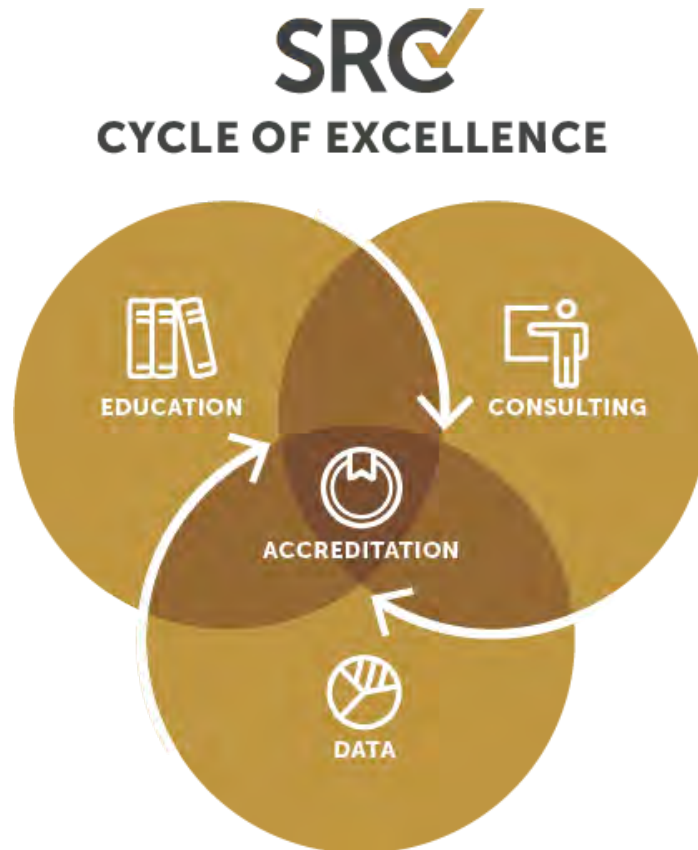 SRC
CYCLE OF EXCELLENCE
EDUCATION
CONSULTING
ACCREDITATION
DATA